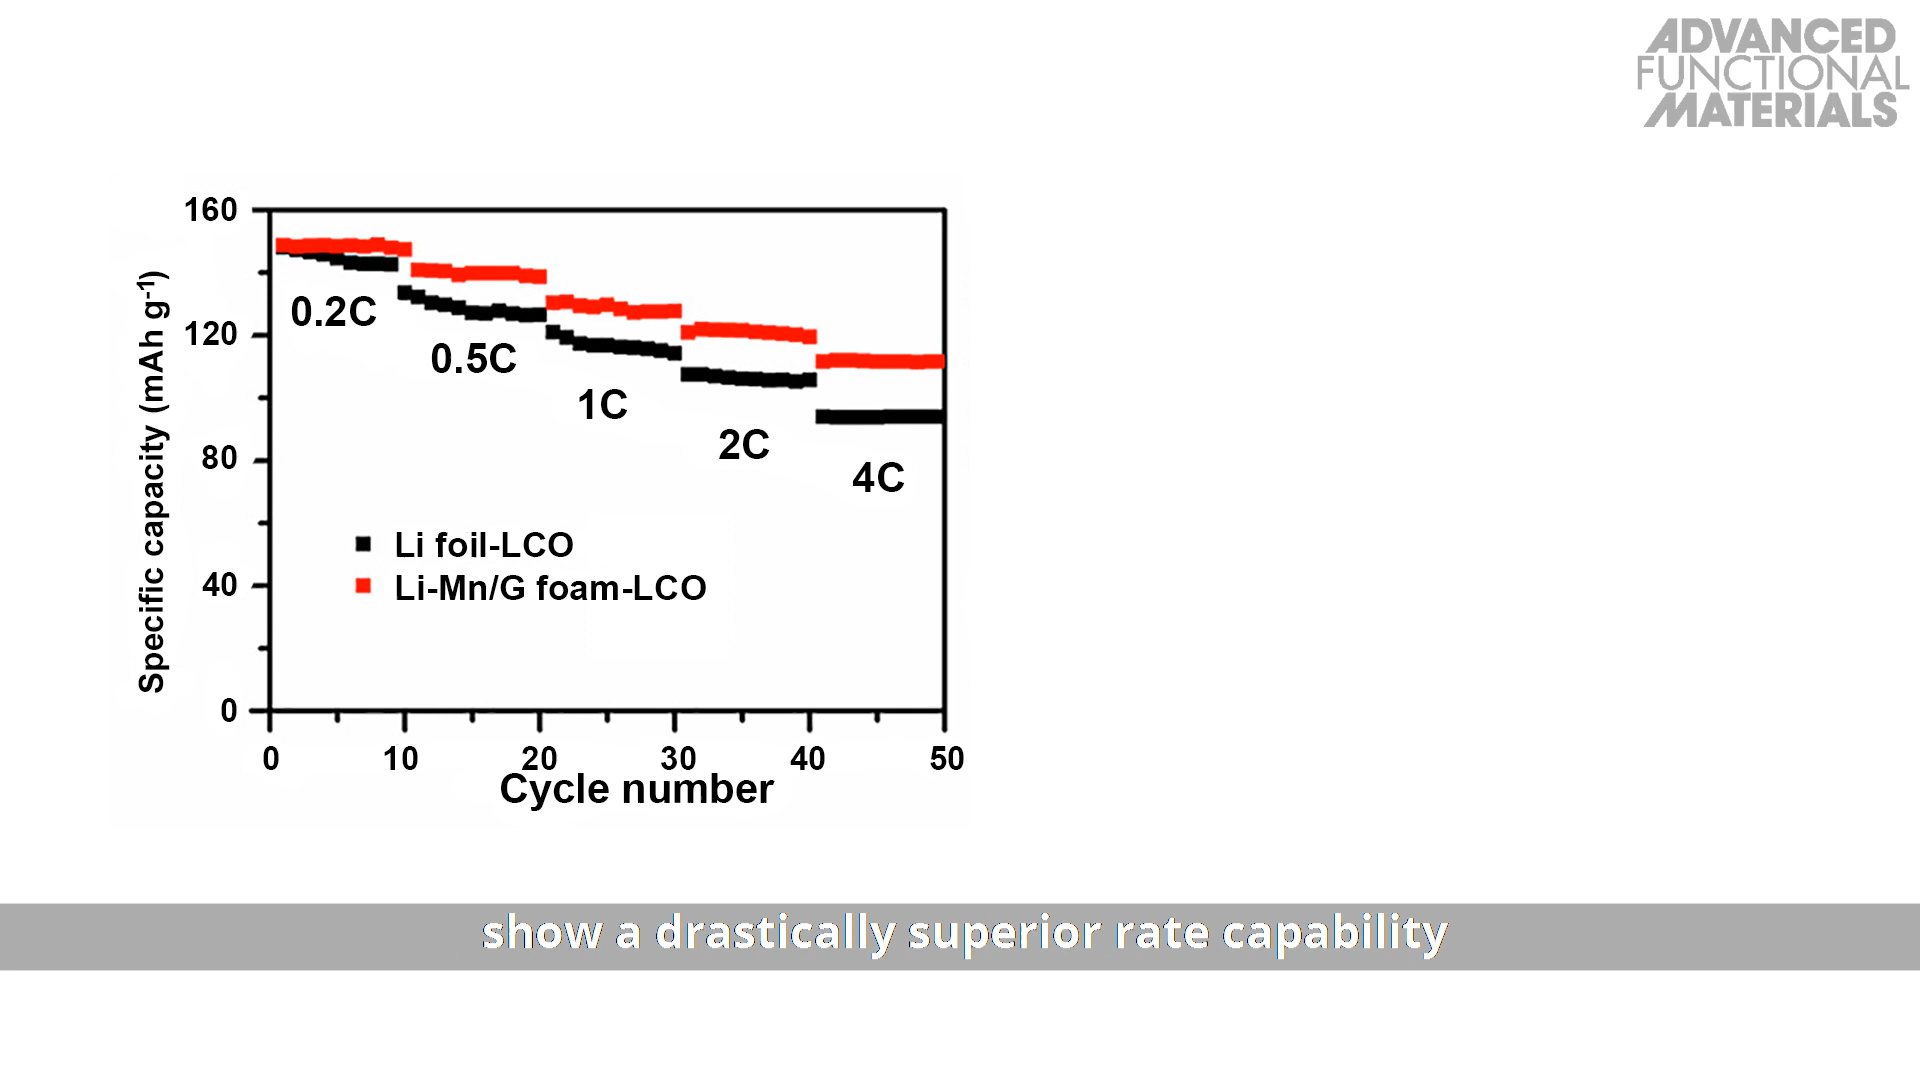 ADVANCED
FUNCTIONAL
MATERIALS
160
120
80
40
0
Specific capacity (mAh g⁻¹)
0.2C
0.5C
1C
2C
4C
Li foil-LCO
Li-Mn/G foam-LCO
0 10 20 30 40 50
Cycle number
show a drastically superior rate capability